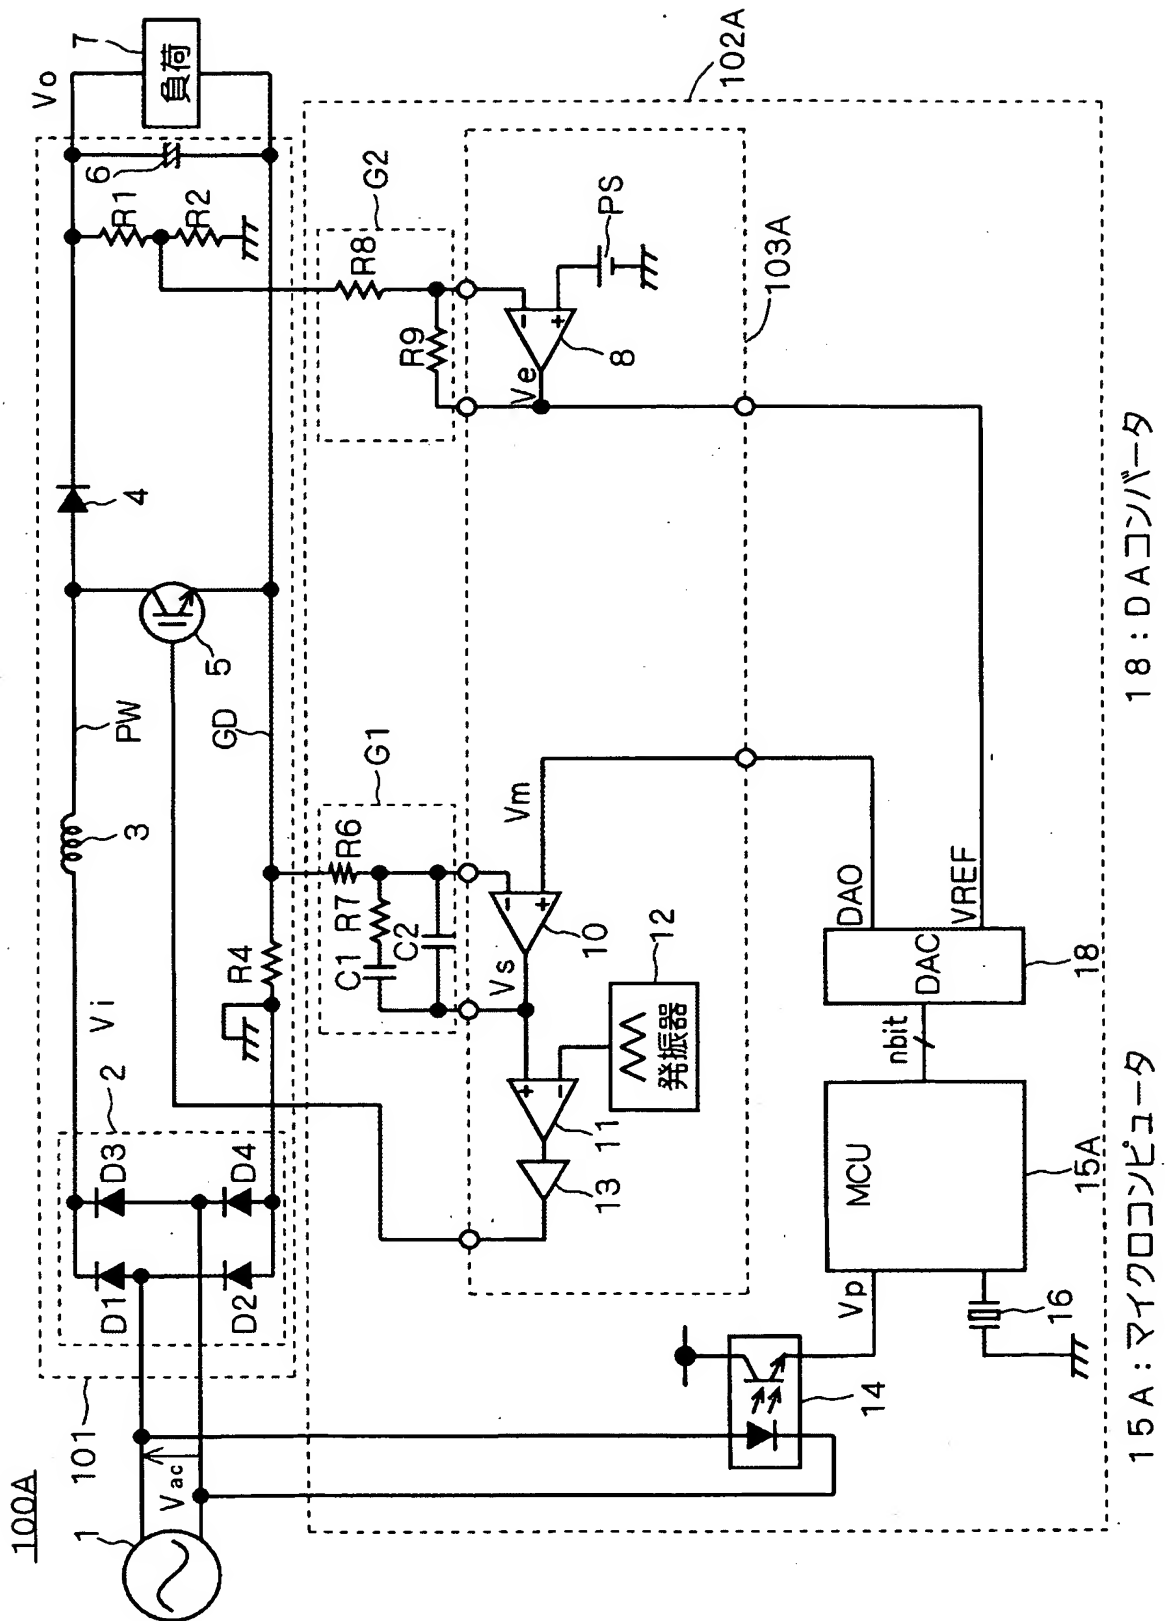 100A
1
Vac
101
D1
D3
D2
D4
2
Vi
R4
3
PW
GD
5
4
6
R1
R2
Vo
7
負荷
G1
R6
R7
C1
C2
G2
R8
R9
PS
8
Ve
Vm
Vs
10
11
12
発振器
13
103A
102A
14
Vp
16
MCU
15A
nbit
DAC
DAO
VREF
18
15A:マイクロコンピュータ
18:DAコンバータ